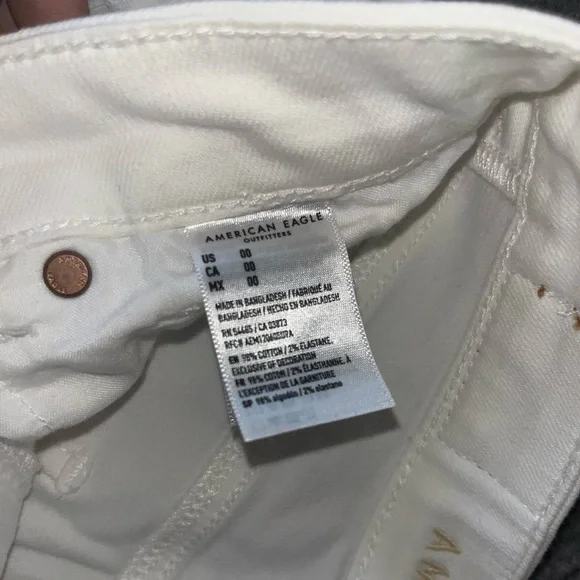 AMERICAN EAGLE
OUTFITTERS
US 00
CA 00
MX 00
MADE IN BANGLADESH / FABRIQUÉ AU
BANGLADESH / HECHO EN BANGLADESH
RN 54485 / CA 03873
EN 98% COTTON / 2% ELASTANE,
EXCLUSIVE OF DECORATION
FR 98% COTON / 2% ÉLASTHANNE À
L'EXCEPTION DE LA GARNITURE
SP 98% algodón / 2% elastano
A M